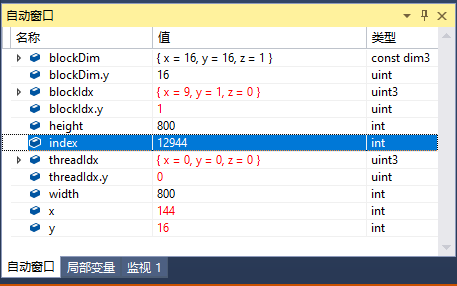 自动窗口
名称 值 类型
blockDim { x = 16, y = 16, z = 1 } const dim3
blockDim.y 16 uint
blockIdx { x = 9, y = 1, z = 0 } uint3
blockIdx.y 1 uint
height 800 int
index 12944 int
threadIdx { x = 0, y = 0, z = 0 } uint3
threadIdx.y 0 uint
width 800 int
x 144 int
y 16 int
自动窗口 局部变量 监视 1